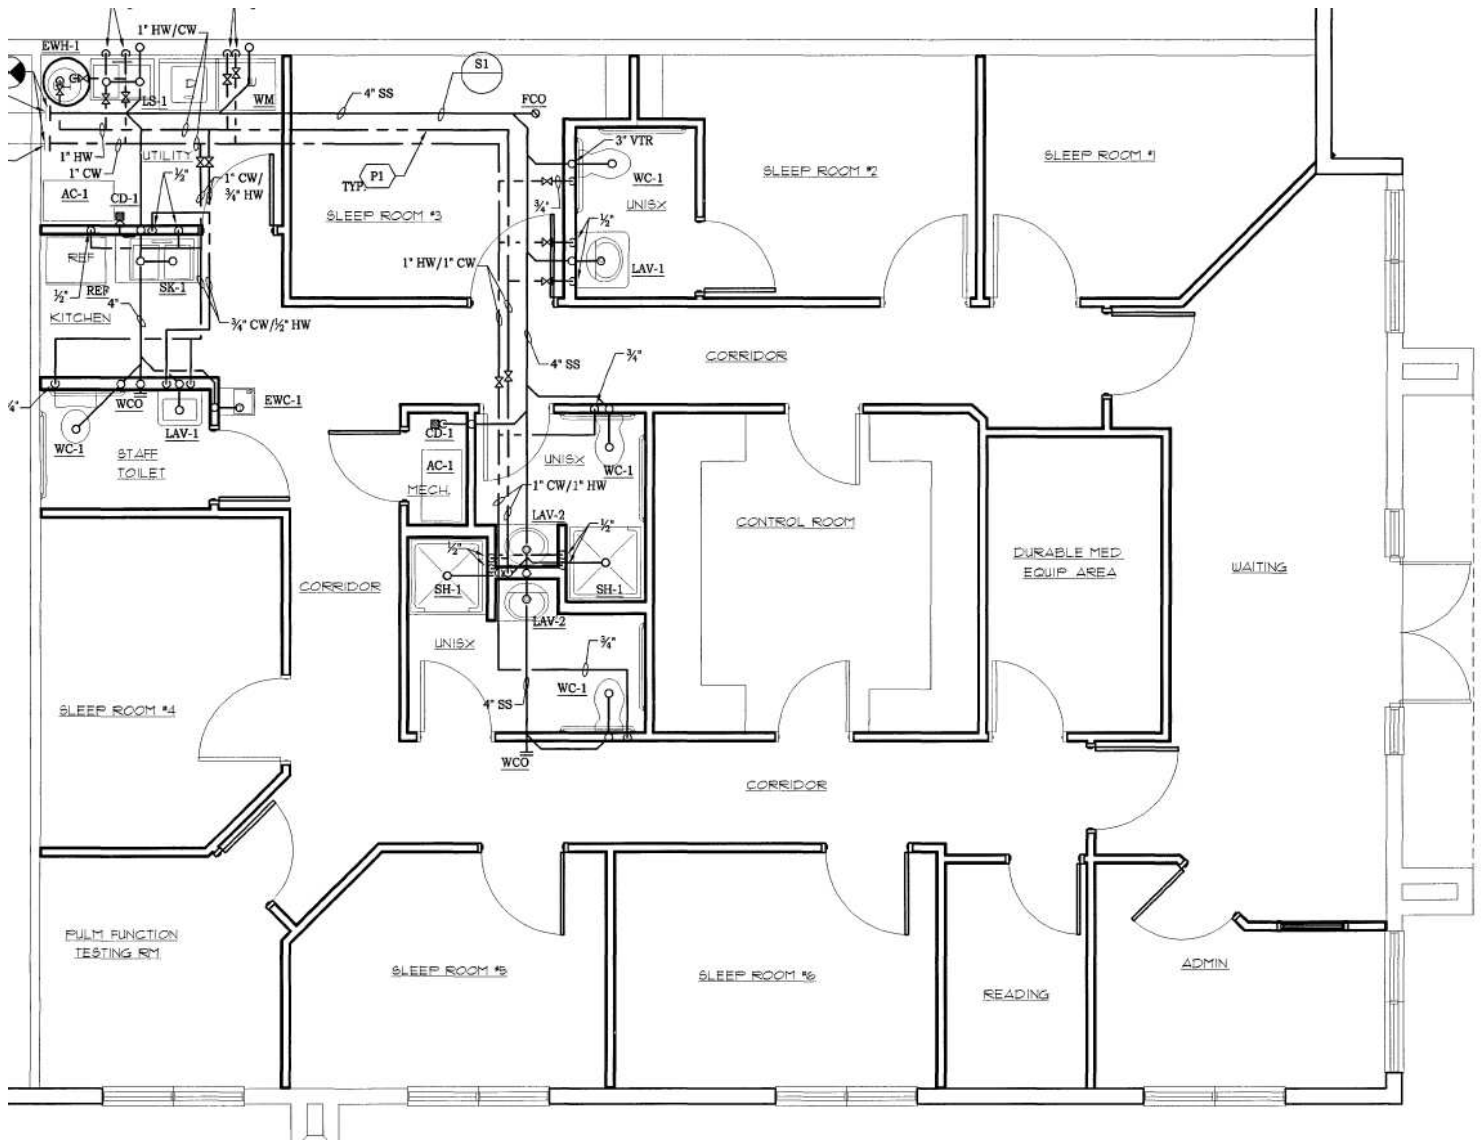 1" HW/CW
EWH-1
S1
D
W
LS-1
WM
4" SS
FCO
3" VTR
1" HW
UTILITY
1" CW
P1
TYP.
WC-1
SLEEP ROOM #2
SLEEP ROOM #1
AC-1
CD-1
1/2"
1" CW/
3/4" HW
SLEEP ROOM #3
3/4"
UNISX
1/2"
REF
1" HW/1" CW
LAV-1
1/2"
REF
SK-1
4"
KITCHEN
3/4" CW/1/2" HW
4" SS
3/4"
CORRIDOR
WCO
EWC-1
LAV-1
WC-1
STAFF
TOILET
CD-1
AC-1
MECH.
UNISX
WC-1
1" CW/1" HW
LAV-2
1/2"
CONTROL ROOM
1/2"
DURABLE MED
EQUIP AREA
WAITING
CORRIDOR
SH-1
SH-1
LAV-2
UNISX
3/4"
WC-1
4" SS
SLEEP ROOM #4
WCO
CORRIDOR
PULM FUNCTION
TESTING RM
SLEEP ROOM #5
SLEEP ROOM #6
READING
ADMIN